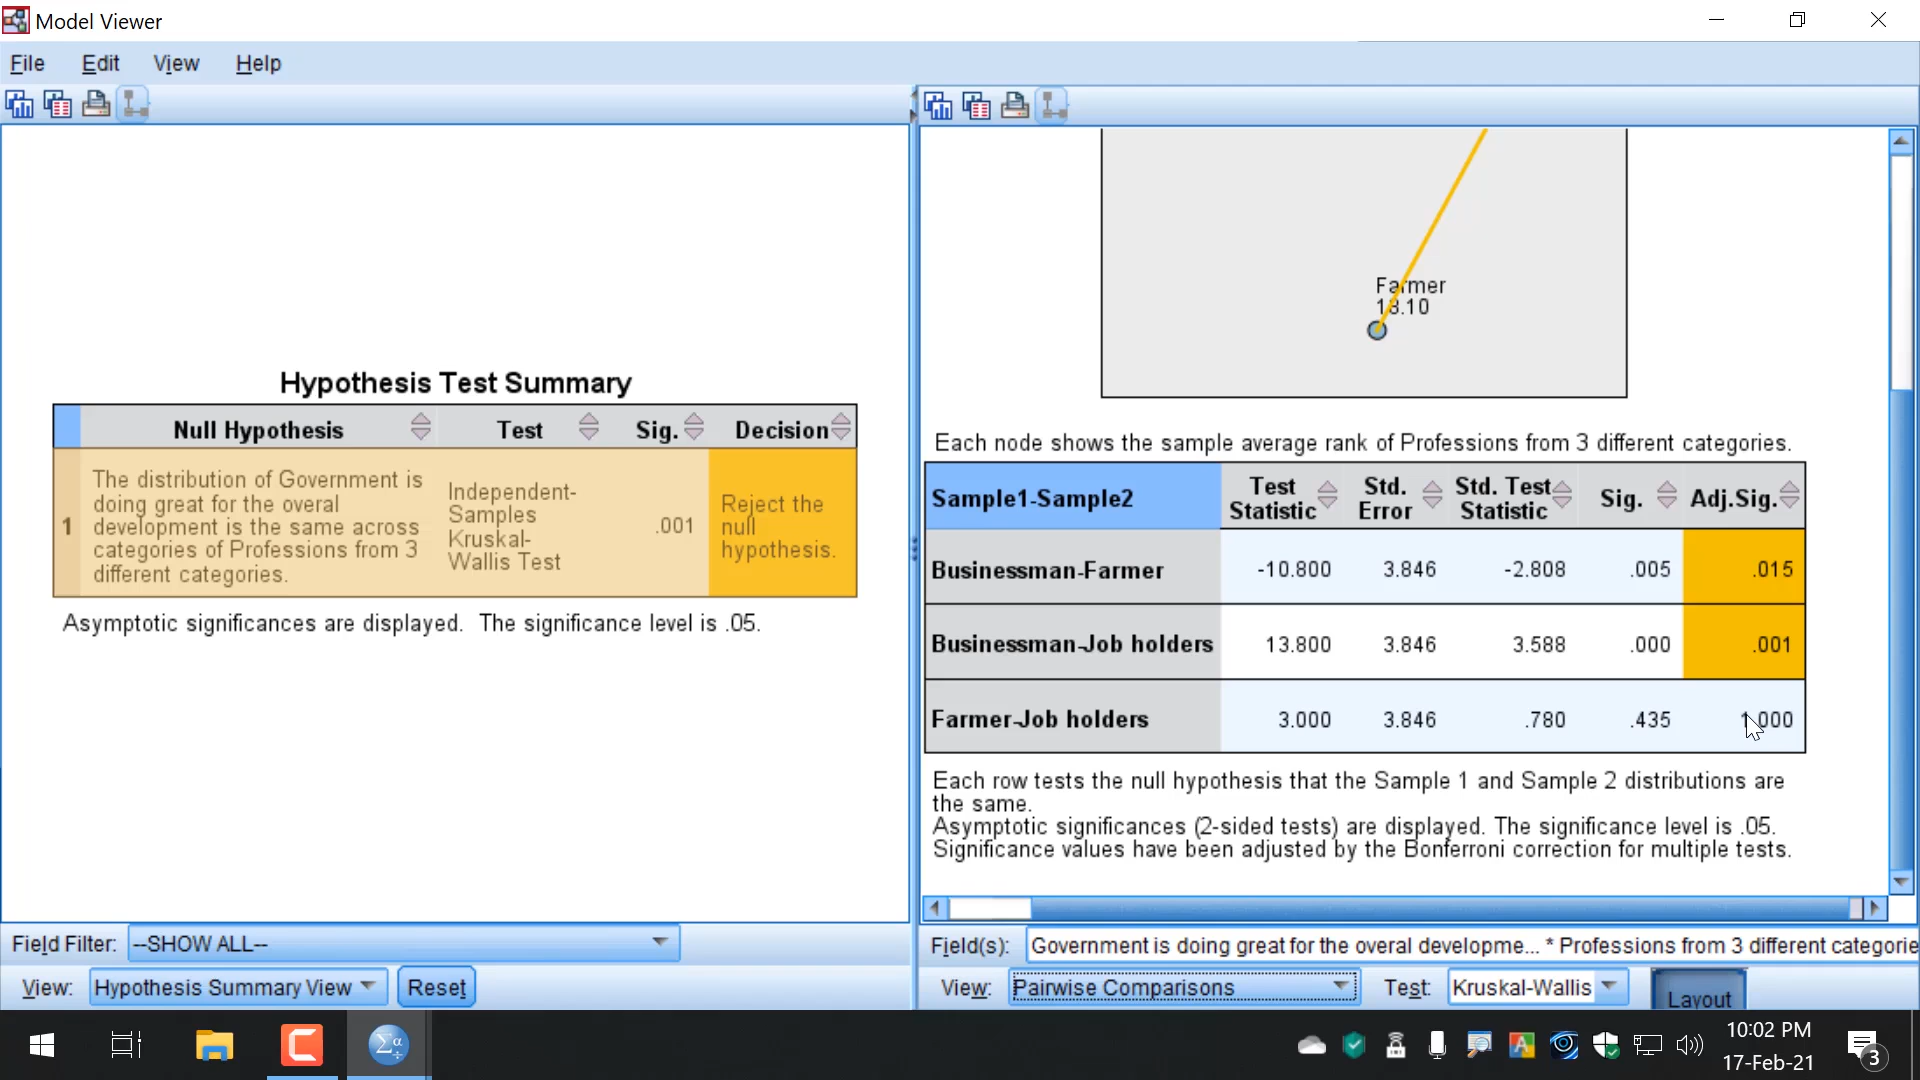 Model Viewer
File Edit View Help
Hypothesis Test Summary
Null Hypothesis Test Sig. Decision
1
The distribution of Government is
doing great for the overal
development is the same across
categories of Professions from 3
different categories.
Independent-
Samples
Kruskal-
Wallis Test
.001
Reject the
null
hypothesis.
Asymptotic significances are displayed. The significance level is .05.
Field Filter: --SHOW ALL--
View: Hypothesis Summary View Reset
Farmer
18.10
Each node shows the sample average rank of Professions from 3 different categories.
Sample1-Sample2 Test Statistic Std. Error Std. Test Statistic Sig. Adj.Sig.
Businessman-Farmer -10.800 3.846 -2.808 .005 .015
Businessman-Job holders 13.800 3.846 3.588 .000 .001
Farmer-Job holders 3.000 3.846 .780 .435 1.000
Each row tests the null hypothesis that the Sample 1 and Sample 2 distributions are
the same.
Asymptotic significances (2-sided tests) are displayed. The significance level is .05.
Significance values have been adjusted by the Bonferroni correction for multiple tests.
Field(s): Government is doing great for the overal developme... * Professions from 3 different categorie
View: Pairwise Comparisons Test: Kruskal-Wallis Layout
10:02 PM
17-Feb-21
3